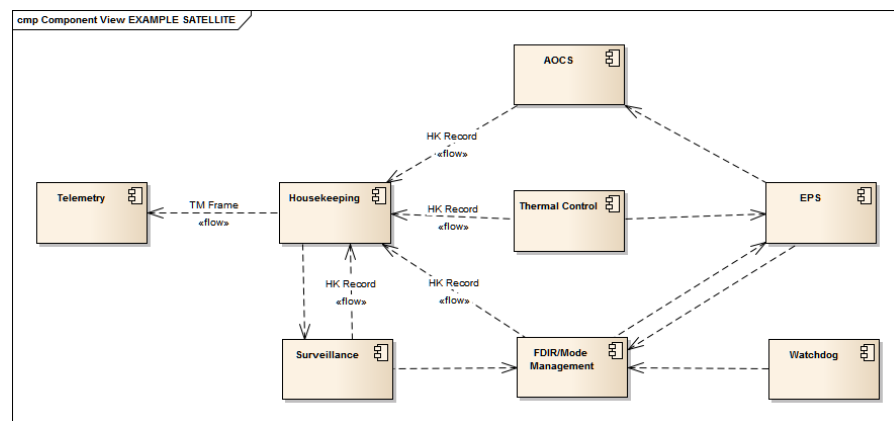 cmp Component View EXAMPLE SATELLITE
AOCS
HK Record
«flow»
Telemetry
TM Frame
«flow»
Housekeeping
HK Record
«flow»
Thermal Control
EPS
HK Record
«flow»
HK Record
«flow»
Surveillance
FDIR/Mode
Management
Watchdog